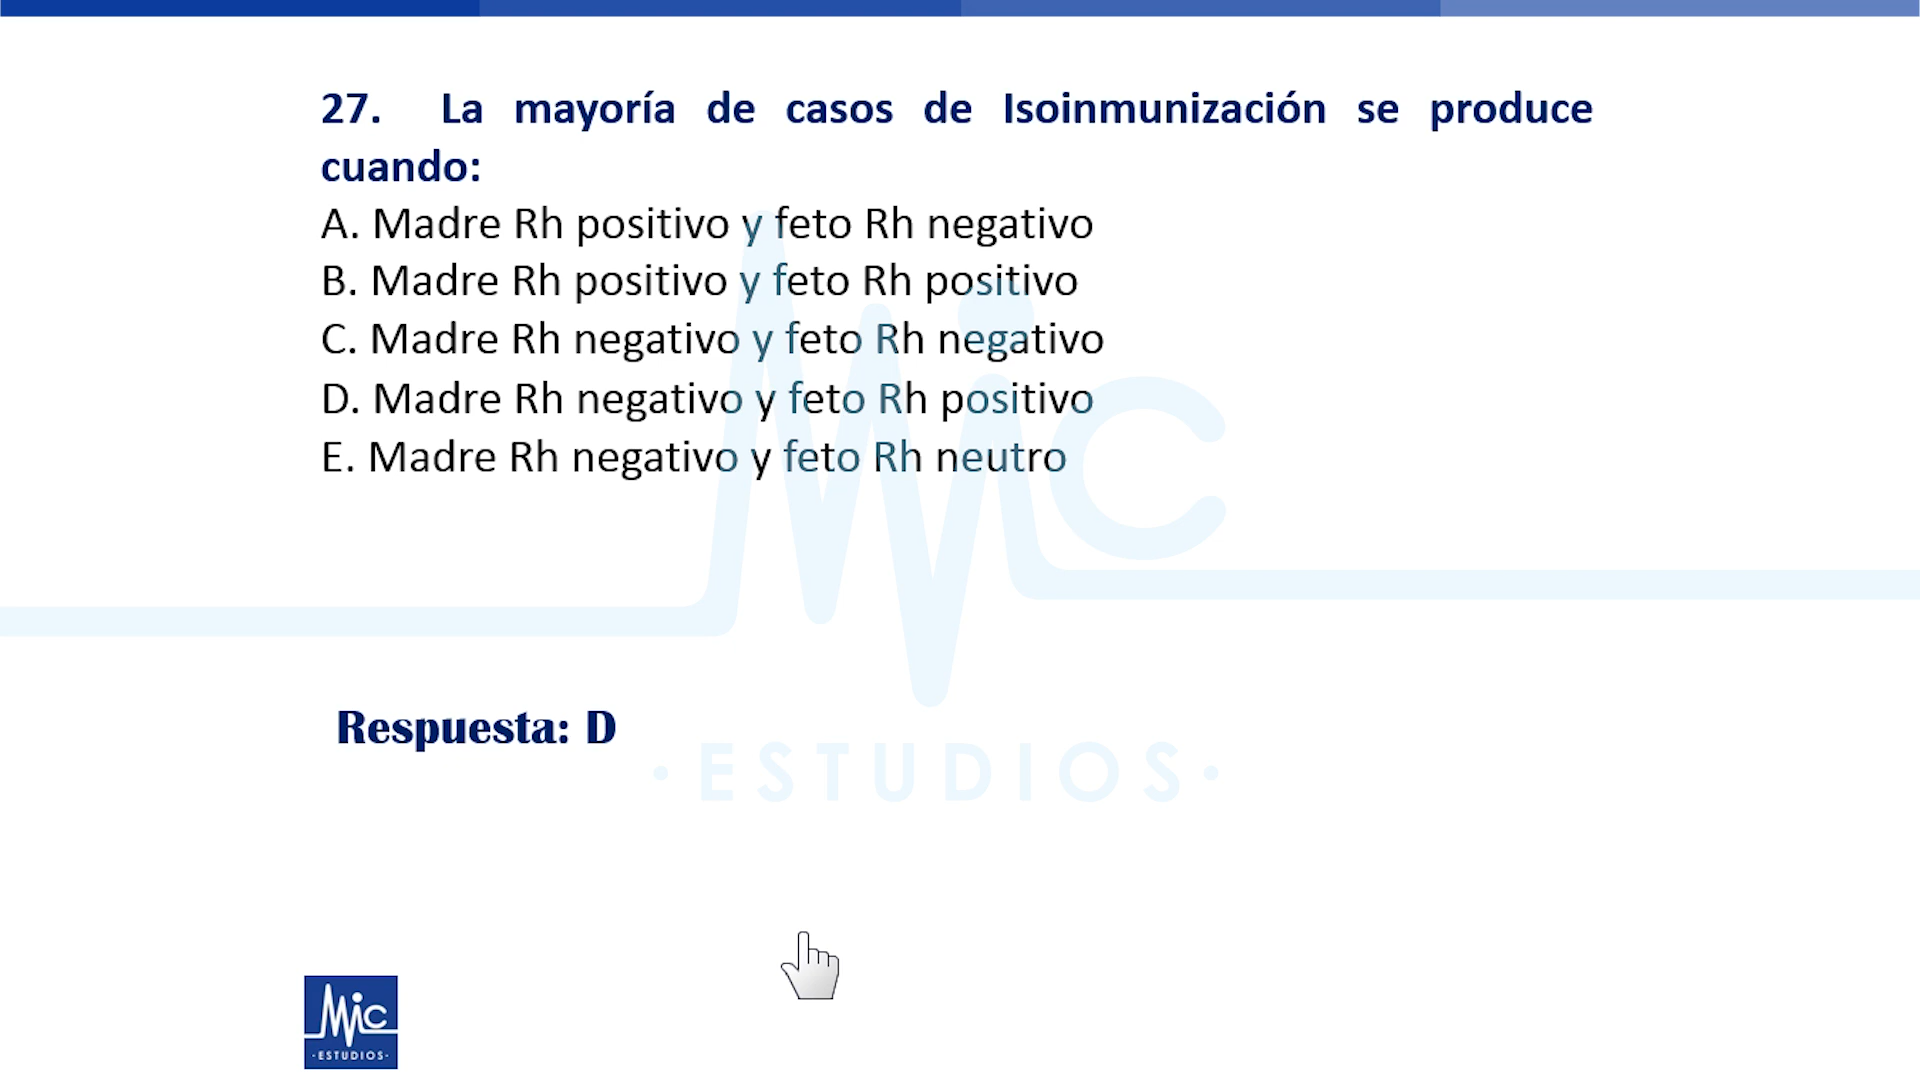 27. La mayoría de casos de Isoinmunización se produce
cuando:
A. Madre Rh positivo y feto Rh negativo
B. Madre Rh positivo y feto Rh positivo
C. Madre Rh negativo y feto Rh negativo
D. Madre Rh negativo y feto Rh positivo
E. Madre Rh negativo y feto Rh neutro
Mic
Respuesta: D
·ESTUDIOS·
Mic
·ESTUDIOS·